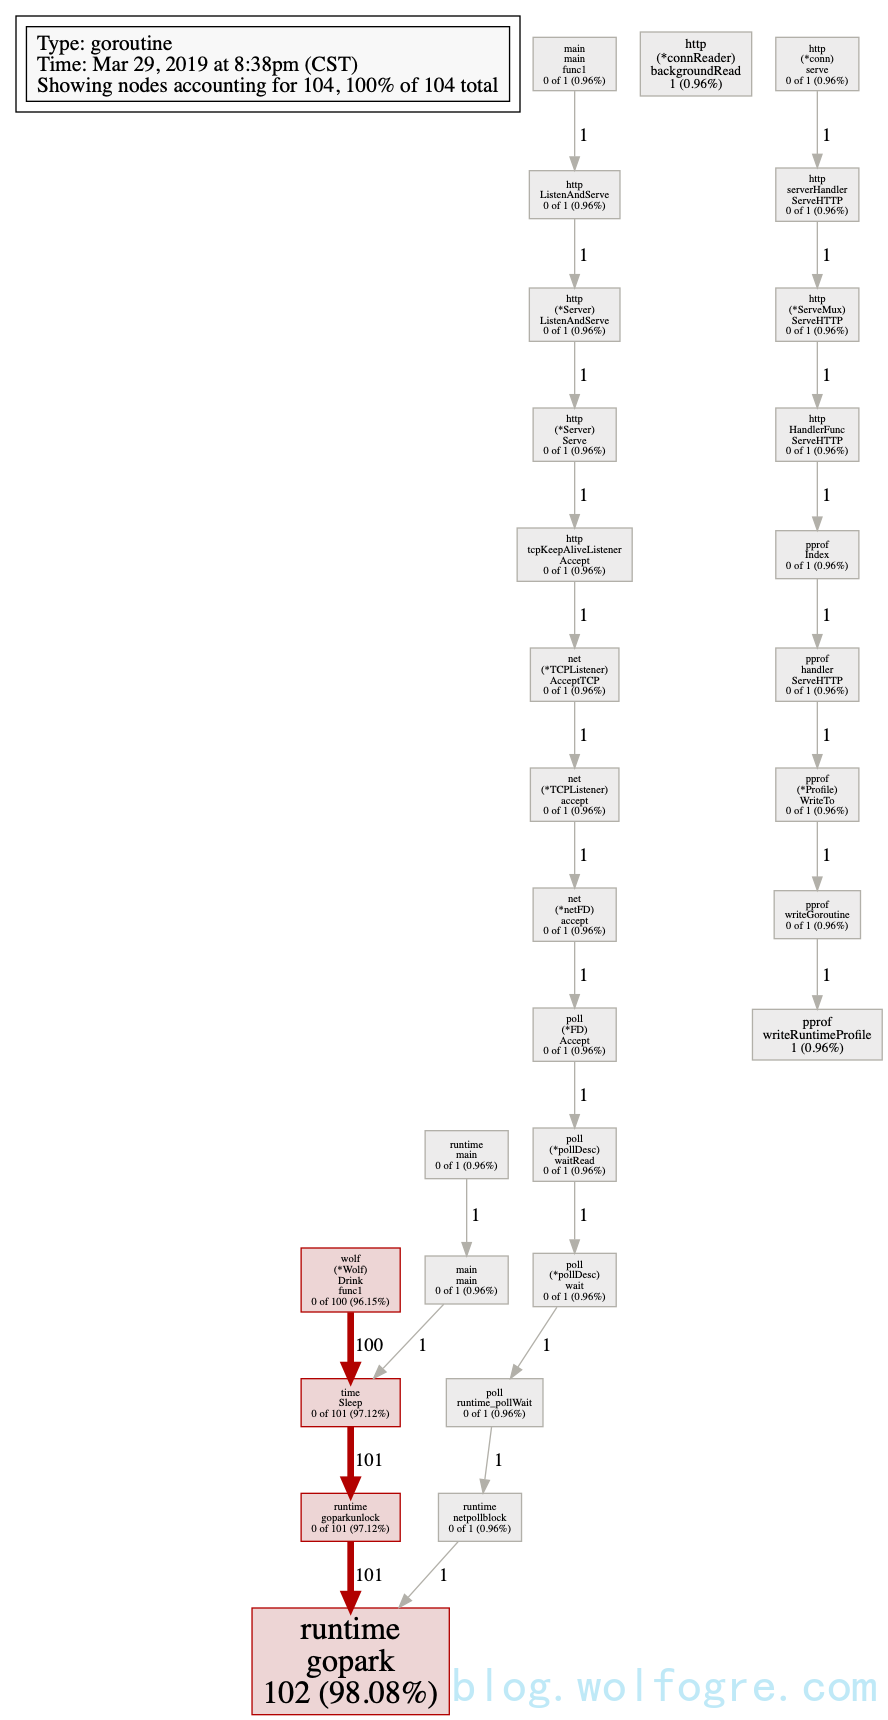 Type: goroutine
Time: Mar 29, 2019 at 8:38pm (CST)
Showing nodes accounting for 104, 100% of 104 total
main
main
func1
0 of 1 (0.96%)
1
http
ListenAndServe
0 of 1 (0.96%)
1
http
(*Server)
ListenAndServe
0 of 1 (0.96%)
1
http
(*Server)
Serve
0 of 1 (0.96%)
1
http
tcpKeepAliveListener
Accept
0 of 1 (0.96%)
1
net
(*TCPListener)
AcceptTCP
0 of 1 (0.96%)
1
net
(*TCPListener)
accept
0 of 1 (0.96%)
1
net
(*netFD)
accept
0 of 1 (0.96%)
1
poll
(*FD)
Accept
0 of 1 (0.96%)
1
poll
(*pollDesc)
waitRead
0 of 1 (0.96%)
1
poll
(*pollDesc)
wait
0 of 1 (0.96%)
1
poll
runtime_pollWait
0 of 1 (0.96%)
1
runtime
netpollblock
0 of 1 (0.96%)
1
http
(*connReader)
backgroundRead
1 (0.96%)
http
(*conn)
serve
0 of 1 (0.96%)
1
http
serverHandler
ServeHTTP
0 of 1 (0.96%)
1
http
(*ServeMux)
ServeHTTP
0 of 1 (0.96%)
1
http
HandlerFunc
ServeHTTP
0 of 1 (0.96%)
1
pprof
Index
0 of 1 (0.96%)
1
pprof
handler
ServeHTTP
0 of 1 (0.96%)
1
pprof
(*Profile)
WriteTo
0 of 1 (0.96%)
1
pprof
writeGoroutine
0 of 1 (0.96%)
1
pprof
writeRuntimeProfile
1 (0.96%)
runtime
main
0 of 1 (0.96%)
1
main
main
0 of 1 (0.96%)
1
wolf
(*Wolf)
Drink
func1
0 of 100 (96.15%)
100
time
Sleep
0 of 101 (97.12%)
101
runtime
goparkunlock
0 of 101 (97.12%)
101
runtime
gopark
102 (98.08%)
blog.wolfogre.com